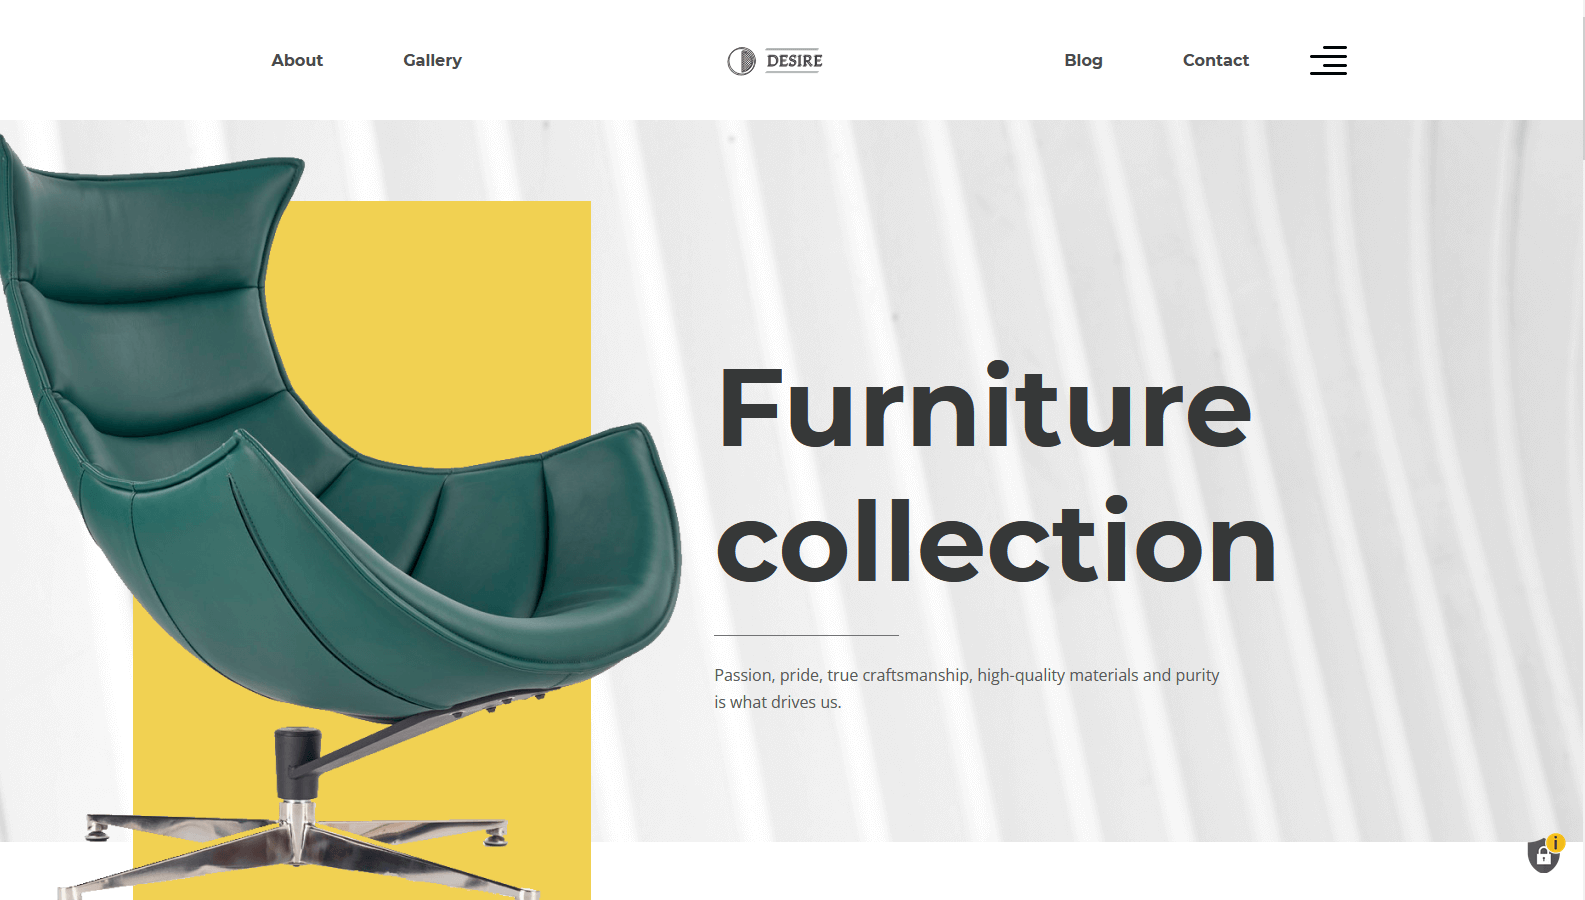 About Gallery DESIRE Blog Contact
Furniture
collection
Passion, pride, true craftsmanship, high-quality materials and purity
is what drives us.
i